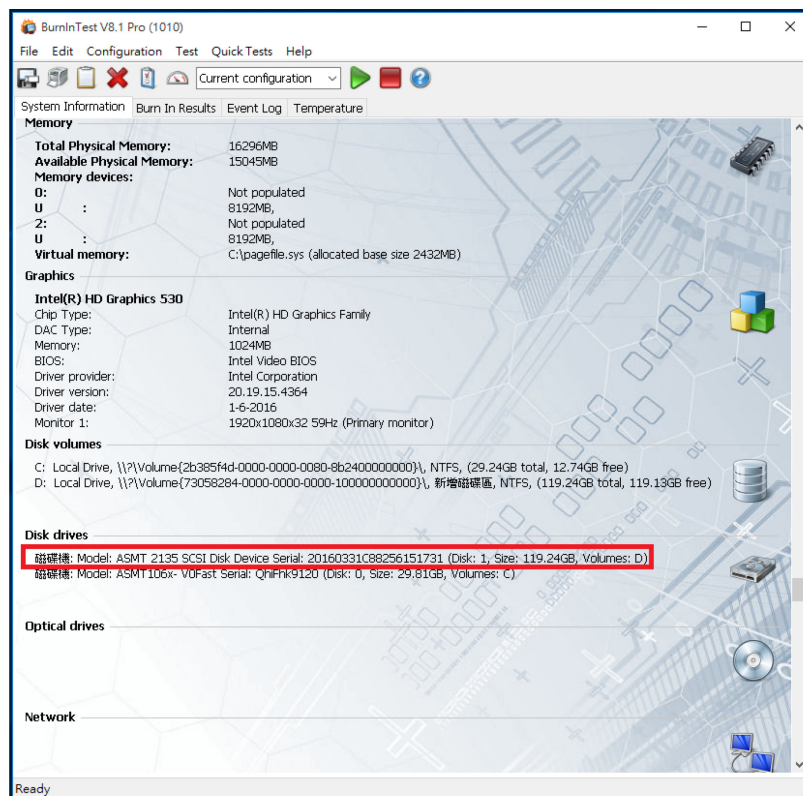 BurnInTest V8.1 Pro (1010)
File Edit Configuration Test Quick Tests Help
Current configuration
System Information Burn In Results Event Log Temperature
Memory
Total Physical Memory: 16296MB
Available Physical Memory: 15045MB
Memory devices:
0: Not populated
U : 8192MB,
2: Not populated
U : 8192MB,
Virtual memory: C:\pagefile.sys (allocated base size 2432MB)
Graphics
Intel(R) HD Graphics 530
Chip Type: Intel(R) HD Graphics Family
DAC Type: Internal
Memory: 1024MB
BIOS: Intel Video BIOS
Driver provider: Intel Corporation
Driver version: 20.19.15.4364
Driver date: 1-6-2016
Monitor 1: 1920x1080x32 59Hz (Primary monitor)
Disk volumes
C: Local Drive, \\?\Volume{2b385f4d-0000-0000-0080-8b2400000000}\, NTFS, (29.24GB total, 12.74GB free)
D: Local Drive, \\?\Volume{73058284-0000-0000-0000-100000000000}\, 新增磁碟區, NTFS, (119.24GB total, 119.13GB free)
Disk drives
磁碟機: Model: ASMT 2135 SCSI Disk Device Serial: 20160331C88256151731 (Disk: 1, Size: 119.24GB, Volumes: D)
磁碟機: Model: ASMT106x- V0Fast Serial: QhiFhk9120 (Disk: 0, Size: 29.81GB, Volumes: C)
Optical drives
Network
Ready